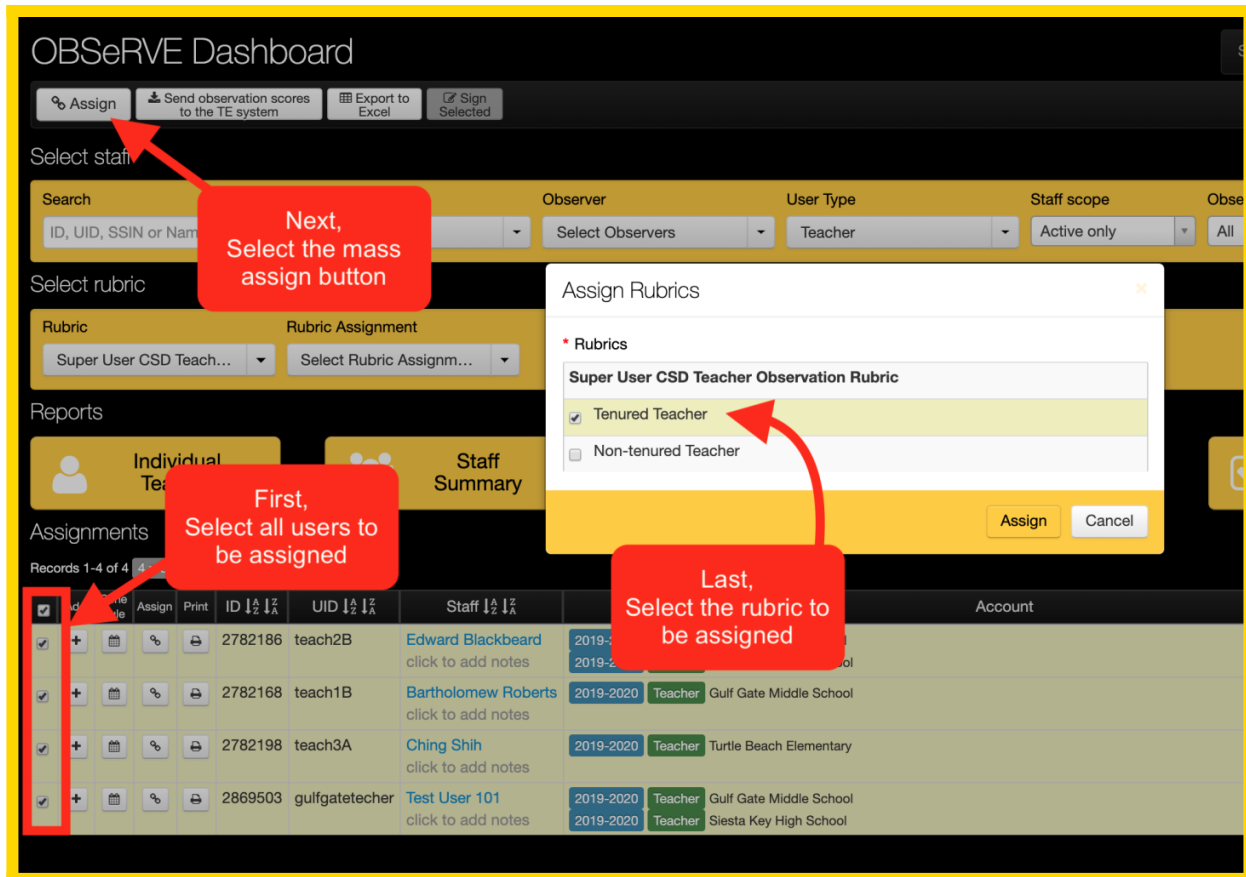 OBSeRVE Dashboard
S
Assign
Send observation scores
to the TE system
Export to
Excel
Sign
Selected
Select staff
Search
Observer
User Type
Staff scope
Obse
ID, UID, SSIN or Nam
Select Observers
Teacher
Active only
All
Next,
Select the mass
assign button
Select rubric
Rubric
Rubric Assignment
Super User CSD Teach...
Select Rubric Assignm...
Assign Rubrics
×
* Rubrics
Super User CSD Teacher Observation Rubric
Tenured Teacher
Non-tenured Teacher
Assign
Cancel
Reports
Individual
Tea
Staff
Summary
First,
Select all users to
be assigned
Last,
Select the rubric to
be assigned
Assignments
Records 1-4 of 4
Assign Print ID UID Staff Account
2782186 teach2B Edward Blackbeard
click to add notes
2782168 teach1B Bartholomew Roberts 2019-2020 Teacher Gulf Gate Middle School
click to add notes
2782198 teach3A Ching Shih 2019-2020 Teacher Turtle Beach Elementary
click to add notes
2869503 gulfgatetecher Test User 101 2019-2020 Teacher Gulf Gate Middle School
click to add notes 2019-2020 Teacher Siesta Key High School